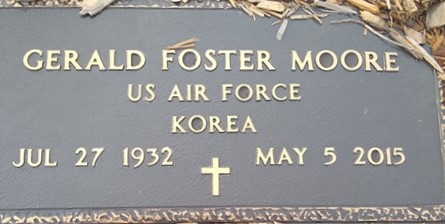 GERALD FOSTER MOORE
US AIR FORCE
KOREA
JUL 27 1932 MAY 5 2015